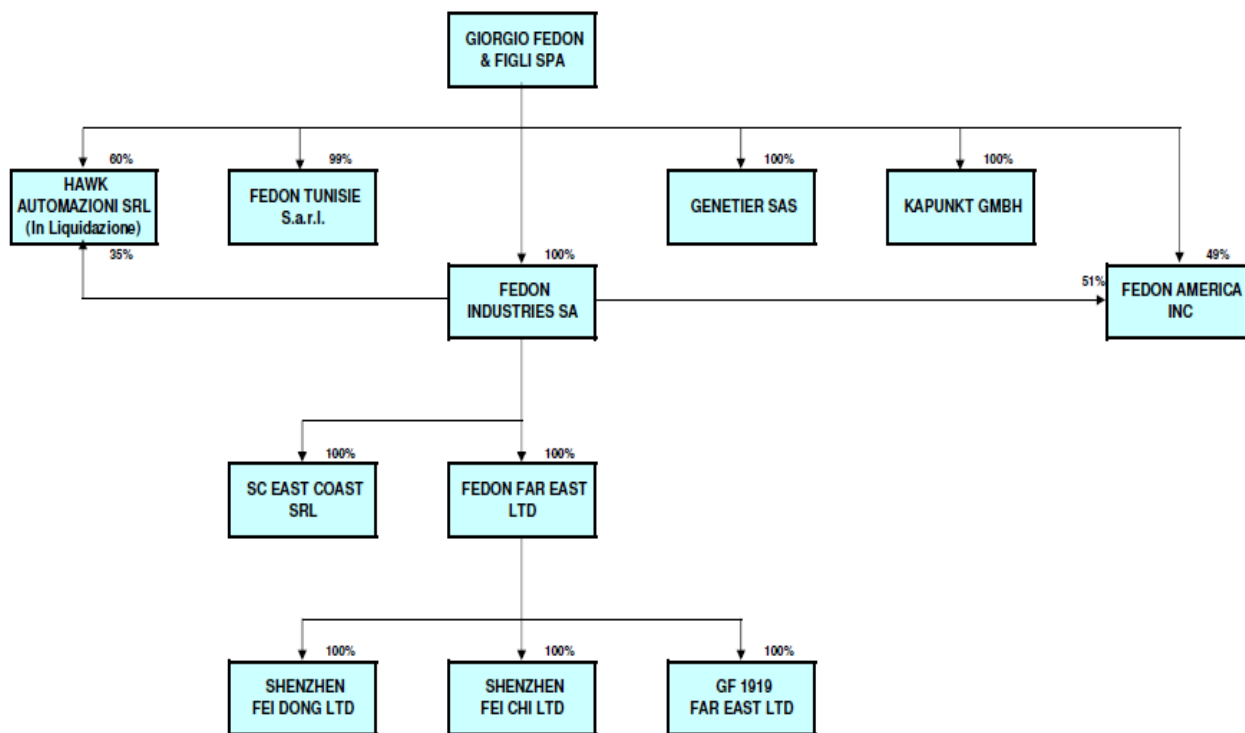 GIORGIO FEDON
& FIGLI SPA
60%
99%
100%
100%
HAWK
AUTOMAZIONI SRL
(In Liquidazione)
FEDON TUNISIE
S.a.r.l.
GENETIER SAS
KAPUNKT GMBH
35%
100%
49%
51%
FEDON
INDUSTRIES SA
FEDON AMERICA
INC
100%
100%
SC EAST COAST
SRL
FEDON FAR EAST
LTD
100%
100%
100%
SHENZHEN
FEI DONG LTD
SHENZHEN
FEI CHI LTD
GF 1919
FAR EAST LTD